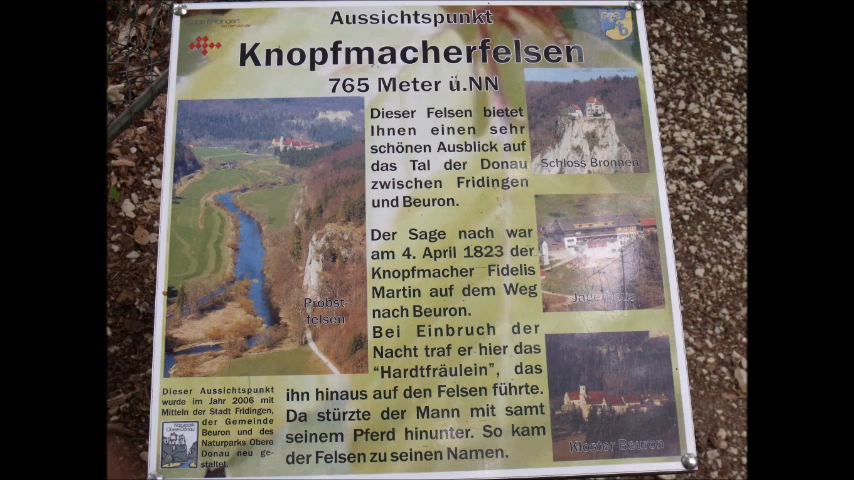 Aussichtspunkt
Knopfmacherfelsen
765 Meter ü.NN
Dieser Felsen bietet
Ihnen einen sehr
schönen Ausblick auf
das Tal der Donau
zwischen Fridingen
und Beuron.
Der Sage nach war
am 4. April 1823 der
Knopfmacher Fidelis
Martin auf dem Weg
nach Beuron.
Bei Einbruch der
Nacht traf er hier das
"Hardtfräulein", das
ihn hinaus auf den Felsen führte.
Da stürzte der Mann mit samt
seinem Pferd hinunter. So kam
der Felsen zu seinen Namen.
Probst-
felsen
Schloss Bronnen
Kloster Beuron
Dieser Aussichtspunkt
wurde im Jahr 2006 mit
Mitteln der Stadt Fridingen,
der Gemeinde
Beuron und des
Naturparks Obere
Donau neu ge-
staltet.